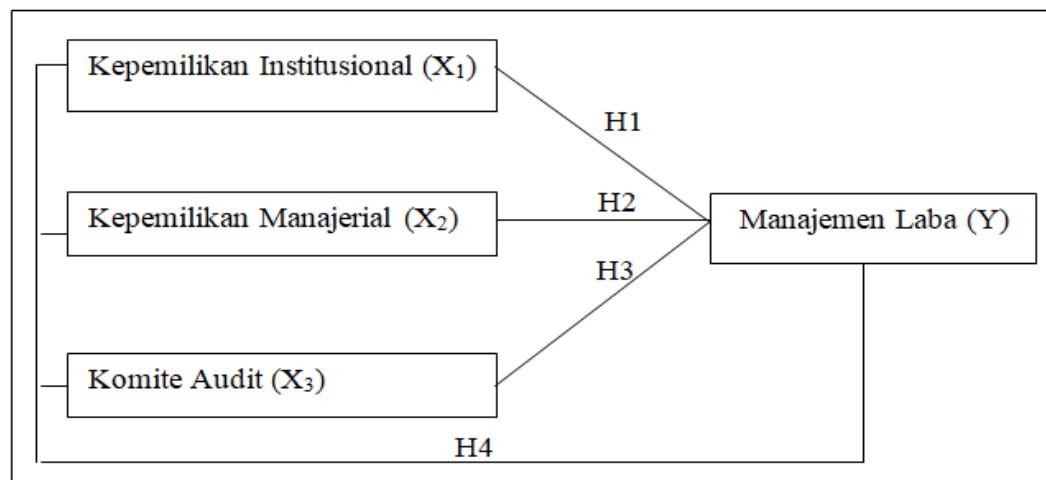 Kepemilikan Institusional (X₁)
H1
Kepemilikan Manajerial (X₂)
H2
Manajemen Laba (Y)
H3
Komite Audit (X₃)
H4